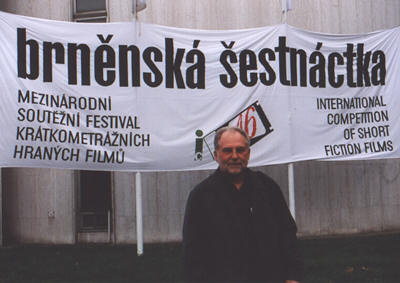 brněnská šestnáctka
MEZINÁRODNÍ
SOUTĚŽNÍ FESTIVAL
KRÁTKOMETRÁŽNÍCH
HRANÝCH FILMŮ
16
INTERNATIONAL
COMPETITION
OF SHORT
FICTION FILMS